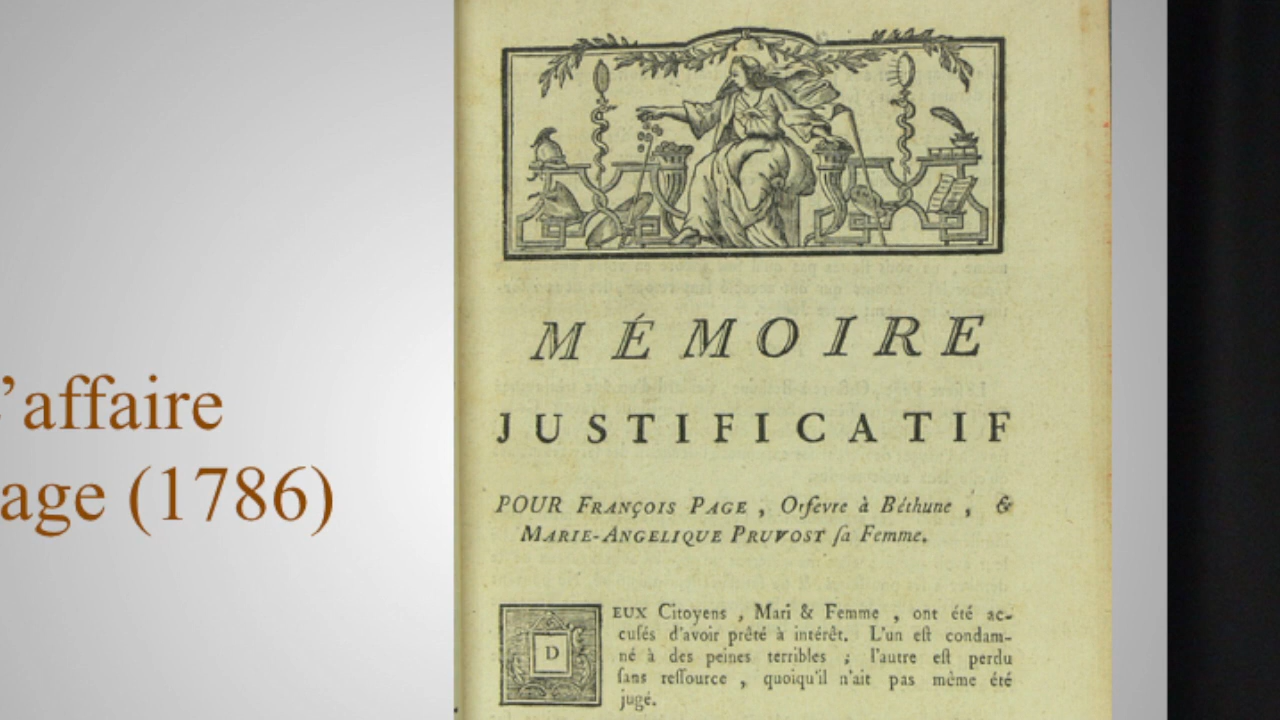 ’affaire
age (1786)
MÉMOIRE
JUSTIFICATIF
POUR FRANÇOIS PAGE , Orfevre à Béthune , &
MARIE-ANGELIQUE PRUVOST ſa Femme.
DEUX Citoyens , Mari & Femme , ont été ac-
cuſés d'avoir prêté à intérêt. L'un eſt condam-
né à des peines terribles ; l'autre eſt perdu
ſans reſſource , quoiqu'il n'ait pas même été
jugé.